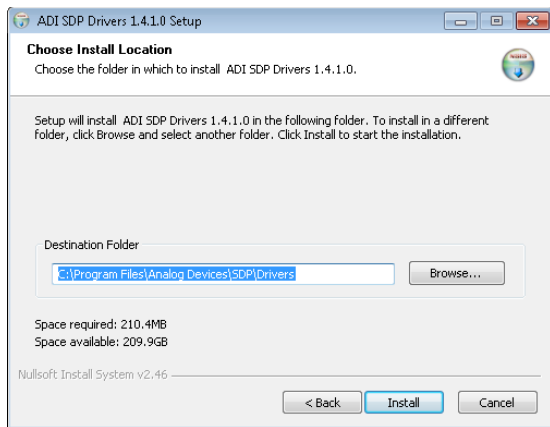 ADI SDP Drivers 1.4.1.0 Setup
Choose Install Location
Choose the folder in which to install ADI SDP Drivers 1.4.1.0.
Setup will install ADI SDP Drivers 1.4.1.0 in the following folder. To install in a different
folder, click Browse and select another folder. Click Install to start the installation.
Destination Folder
C:\Program Files\Analog Devices\SDP\Drivers
Browse...
Space required: 210.4MB
Space available: 209.9GB
Nullsoft Install System v2.46
< Back
Install
Cancel